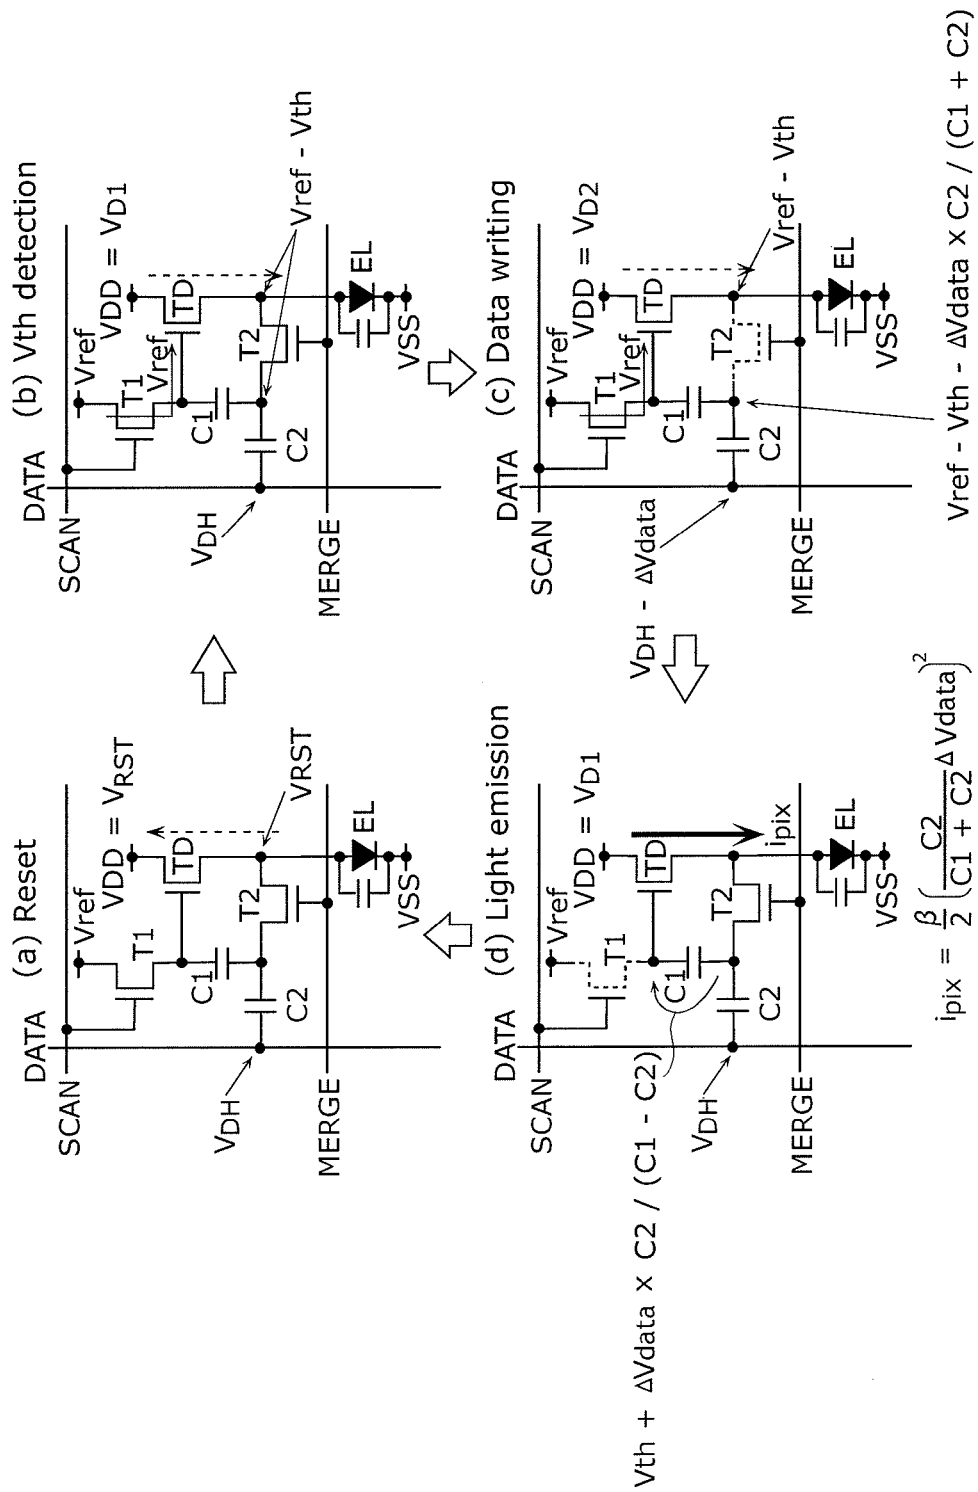 (a) Reset
DATA
SCAN
Vref
VDD = VRST
T1
TD
C1
T2
C2
VDH
VRST
MERGE
EL
VSS
(b) Vth detection
DATA
SCAN
Vref
VDD = VD1
T1
TD
Vref
C1
T2
C2
VDH
Vref - Vth
MERGE
EL
VSS
(d) Light emission
DATA
SCAN
Vref
VDD = VD1
T1
TD
C1
T2
C2
Vth + ΔVdata x C2 / (C1 - C2)
VDH
ipix
MERGE
EL
VSS
ipix = β/2 (C2/(C1 + C2) ΔVdata)²
(c) Data writing
DATA
SCAN
Vref
VDD = VD2
T1
TD
Vref
C1
T2
C2
VDH - ΔVdata
Vref - Vth
MERGE
EL
VSS
Vref - Vth - ΔVdata x C2 / (C1 + C2)